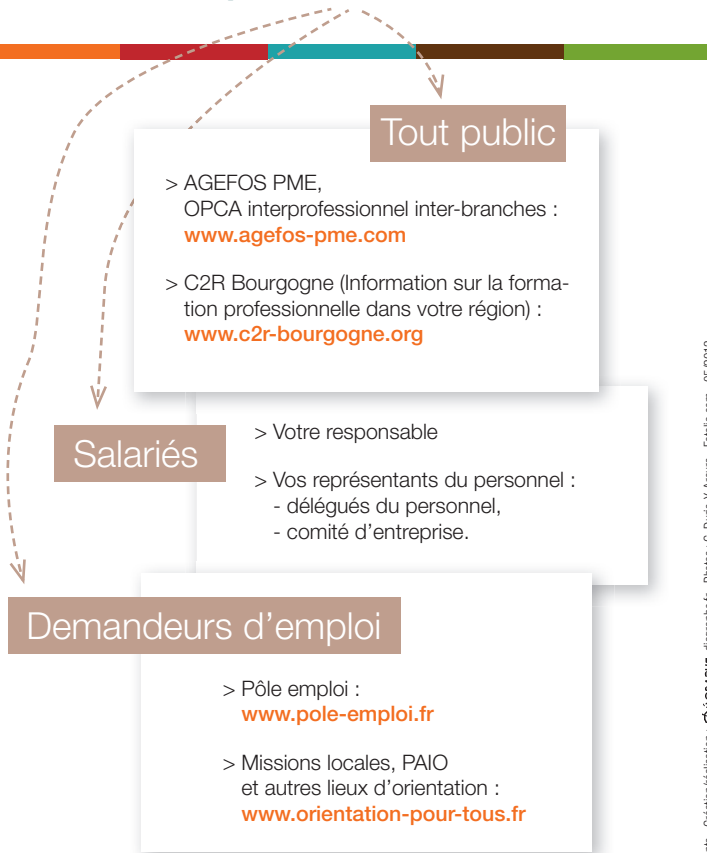 Tout public
> AGEFOS PME,
OPCA interprofessionnel inter-branches :
www.agefos-pme.com
> C2R Bourgogne (Information sur la forma-
tion professionnelle dans votre région) :
www.c2r-bourgogne.org
Salariés
> Votre responsable
> Vos représentants du personnel :
- délégués du personnel,
- comité d'entreprise.
Demandeurs d'emploi
> Pôle emploi :
www.pole-emploi.fr
> Missions locales, PAIO
et autres lieux d'orientation :
www.orientation-pour-tous.fr